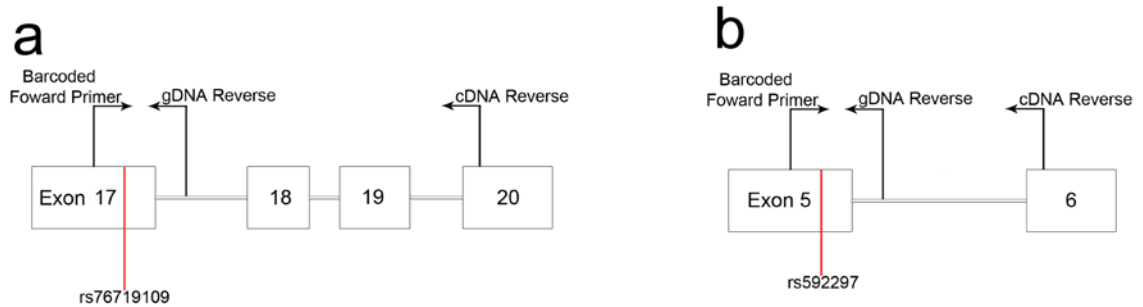 a
Barcoded
Foward Primer
gDNA Reverse
cDNA Reverse
Exon 17
18
19
20
rs76719109
b
Barcoded
Foward Primer
gDNA Reverse
cDNA Reverse
Exon 5
6
rs592297